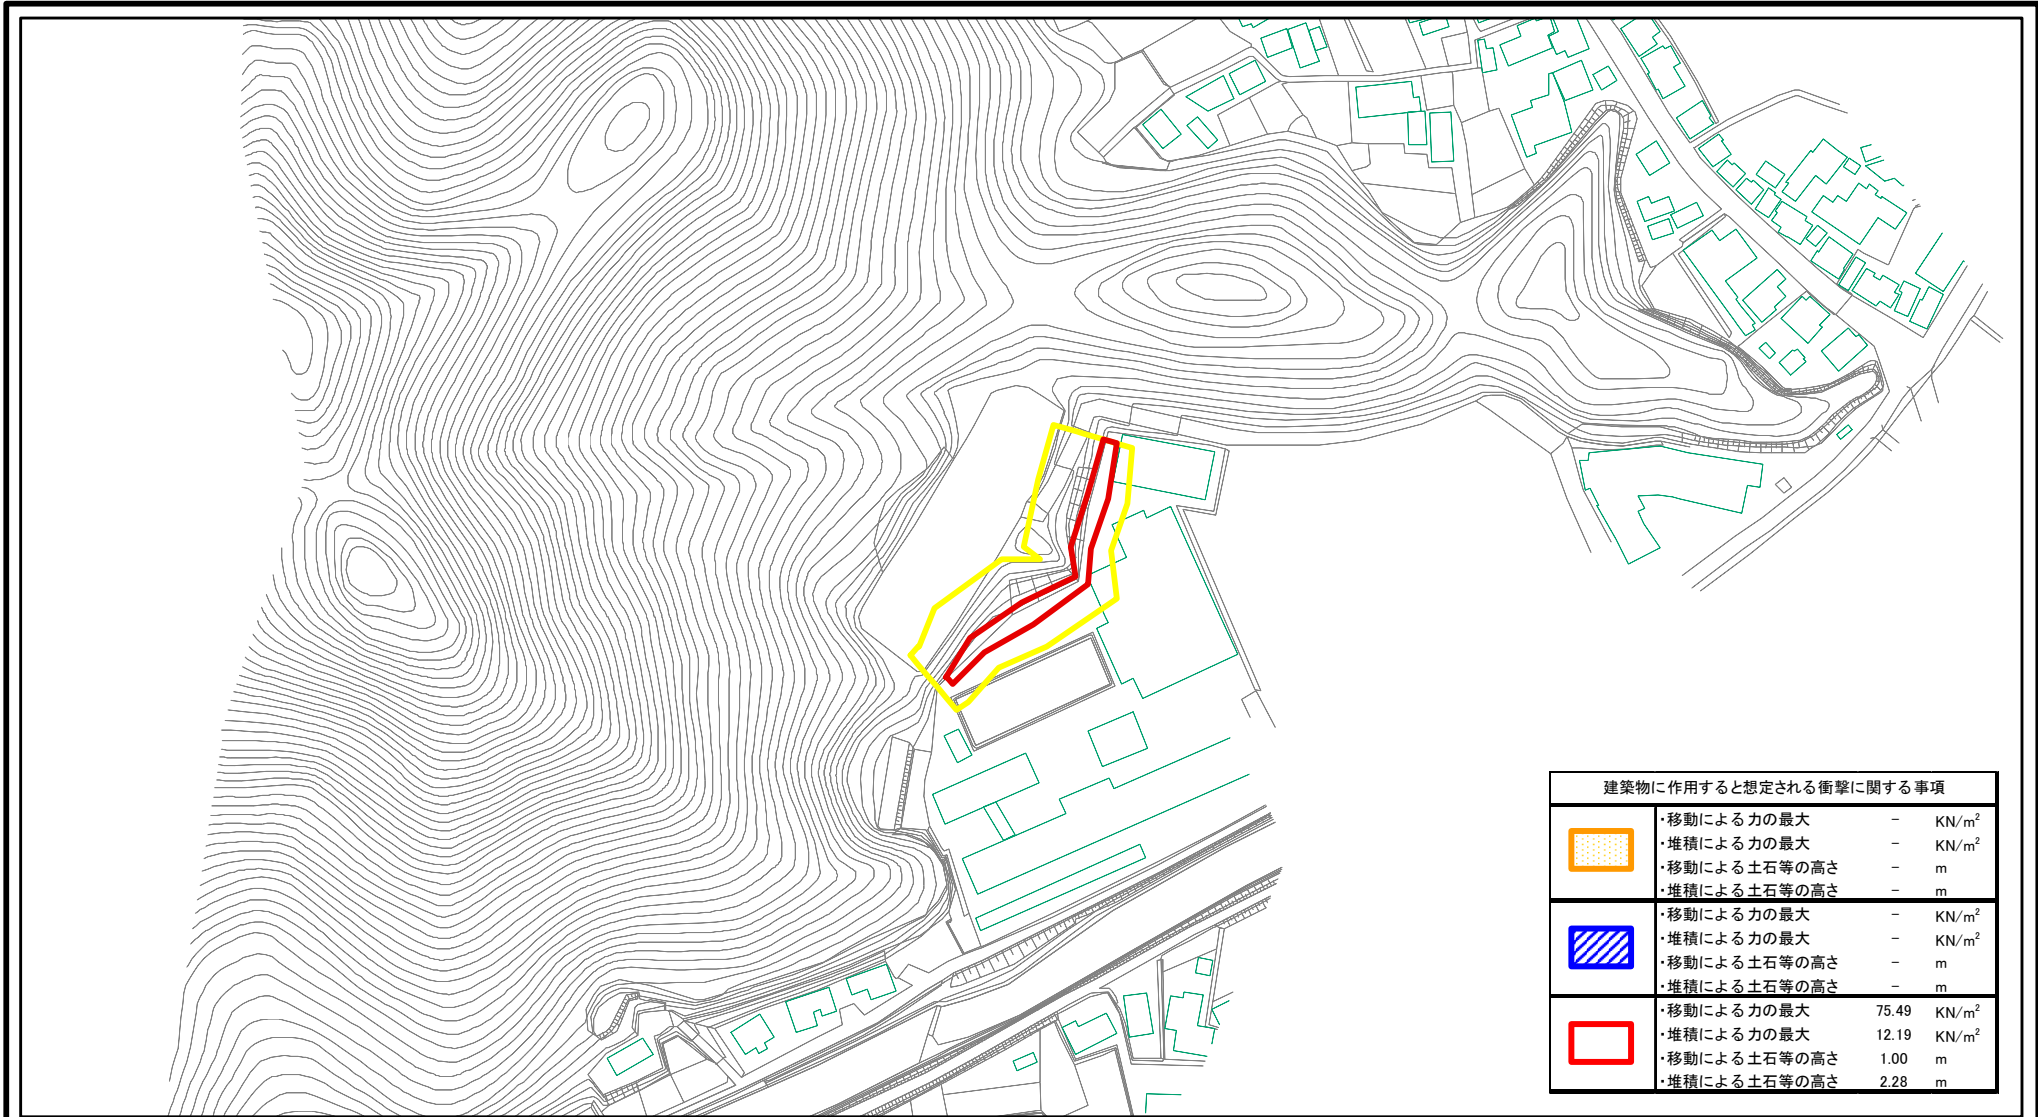 建築物に作用すると想定される衝撃に関する事項
・移動による力の最大 － KN/m²
・堆積による力の最大 － KN/m²
・移動による土石等の高さ － m
・堆積による土石等の高さ － m
・移動による力の最大 － KN/m²
・堆積による力の最大 － KN/m²
・移動による土石等の高さ － m
・堆積による土石等の高さ － m
・移動による力の最大 75.49 KN/m²
・堆積による力の最大 12.19 KN/m²
・移動による土石等の高さ 1.00 m
・堆積による土石等の高さ 2.28 m